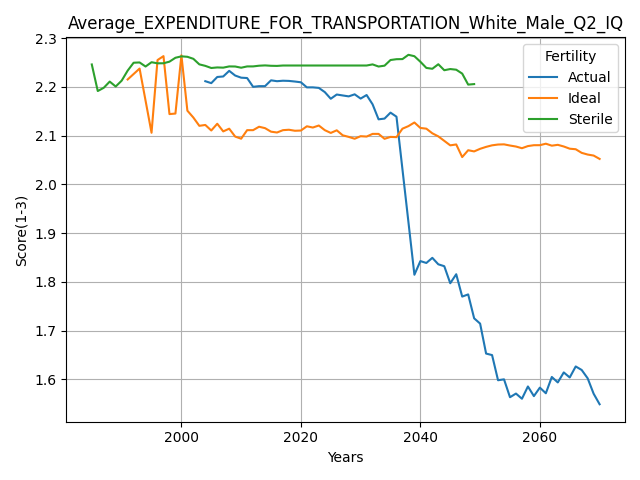 Average_EXPENDITURE_FOR_TRANSPORTATION_White_Male_Q2_IQ
2.3
2.2
2.1
2.0
1.9
1.8
1.7
1.6
Score(1-3)
Fertility
Actual
Ideal
Sterile
2000
2020
2040
2060
Years